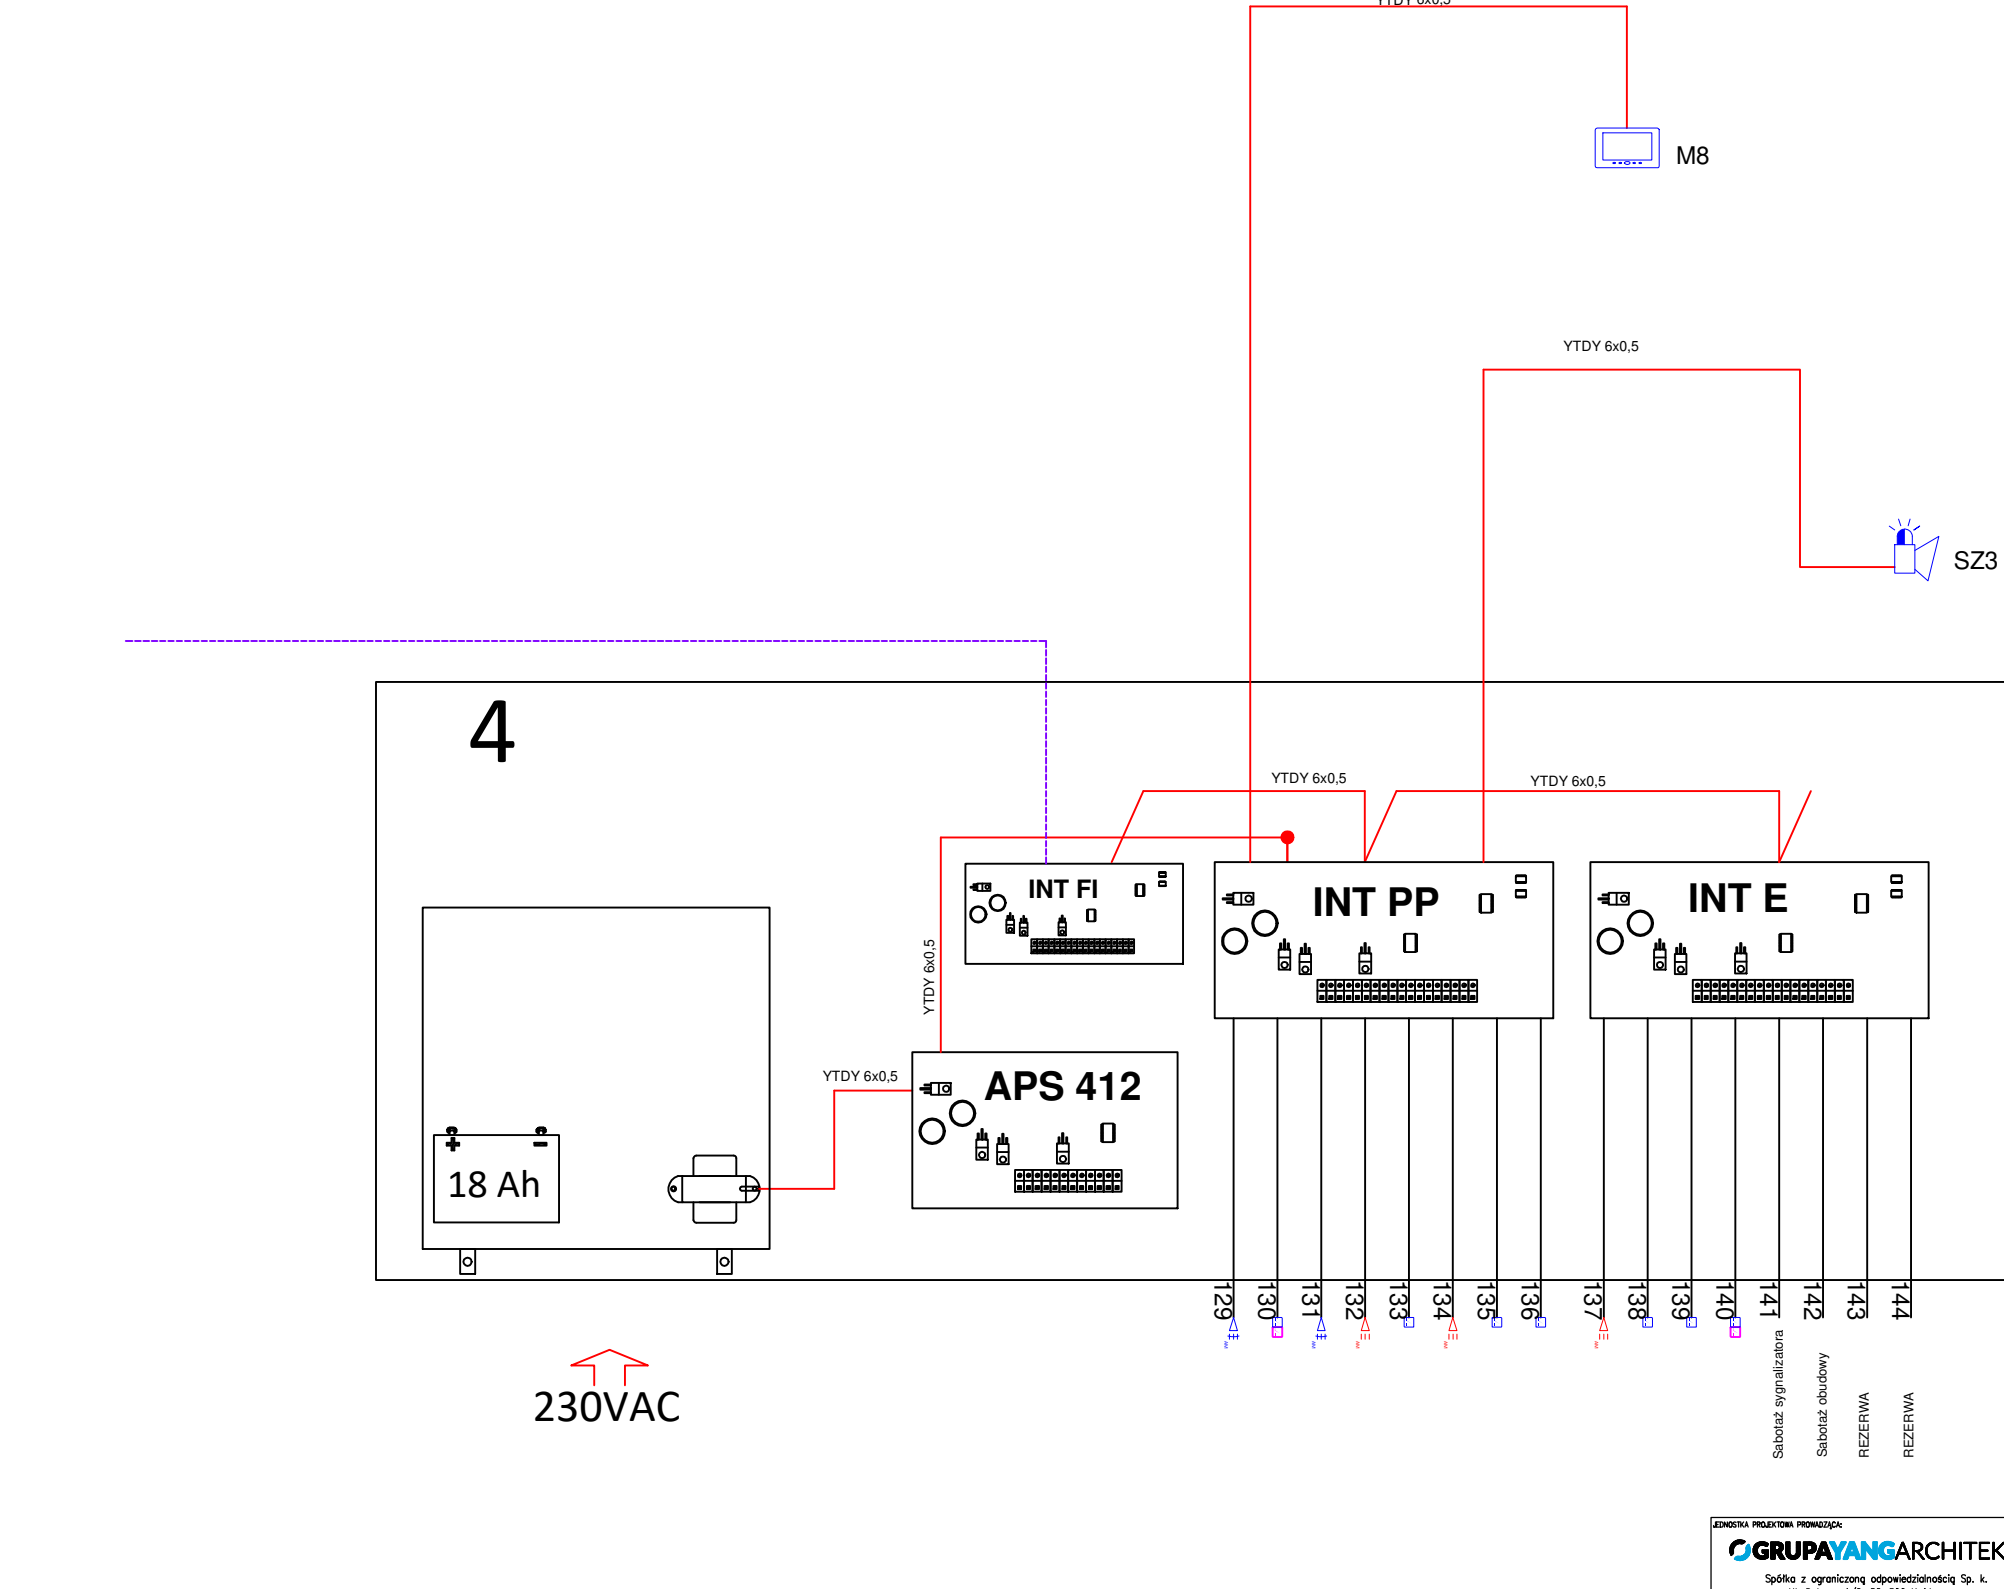 YTDY 6x0,5
M8
YTDY 6x0,5
SZ3
4
YTDY 6x0,5
YTDY 6x0,5
INT FI
INT PP
INT E
YTDY 6x0,5
YTDY 6x0,5
APS 412
+ -
18 Ah
129
130
131
132
133
134
135
136
137
138
139
140
141
142
143
144
Sabotaż sygnalizatora
Sabotaż obudowy
REZERWA
REZERWA
230VAC
JEDNOSTKA PROJEKTOWA PROWADZĄCA:
GRUPAYANGARCHITEK
Spółka z ograniczoną odpowiedzialnością Sp. k.